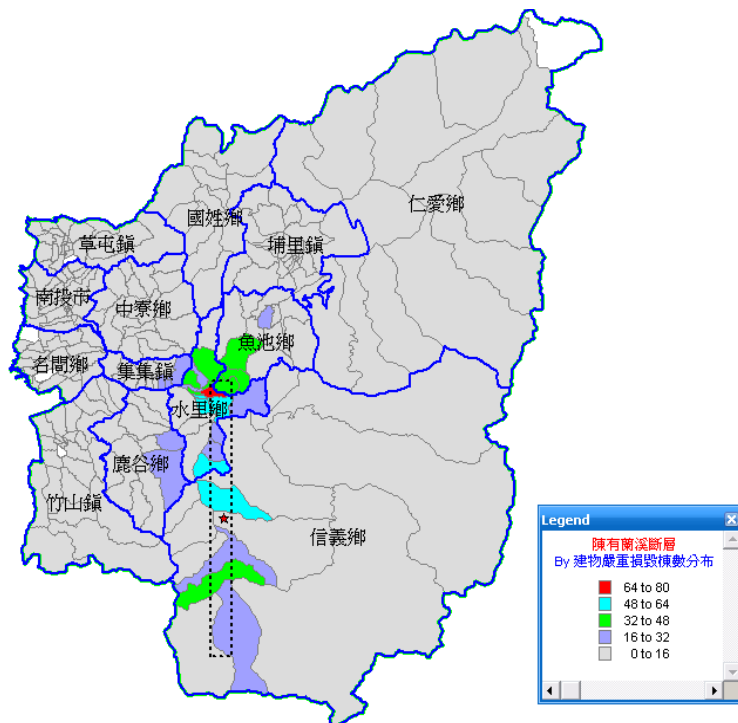 仁愛鄉
國姓鄉
草屯鎮
埔里鎮
南投市
中寮鄉
魚池鄉
名間鄉
集集鎮
水里鄉
鹿谷鄉
竹山鎮
信義鄉
Legend
陳有蘭溪斷層
By 建物嚴重損毀棟數分布
64 to 80
48 to 64
32 to 48
16 to 32
0 to 16